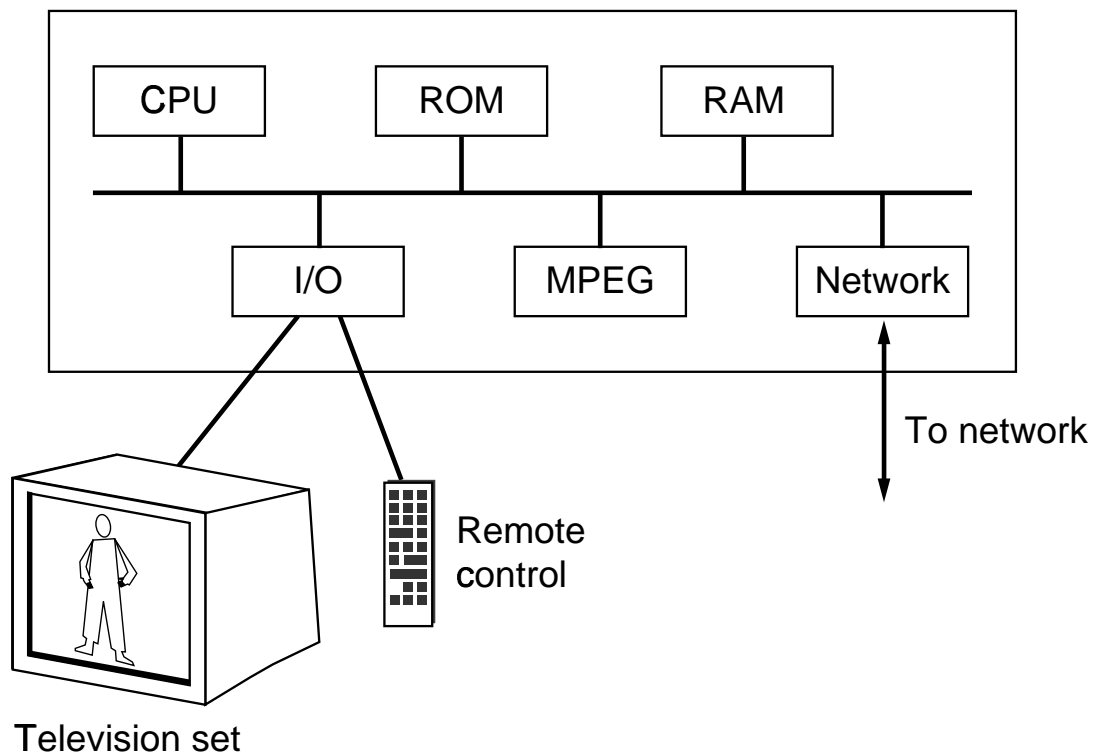 CPU
ROM
RAM
I/O
MPEG
Network
To network
Remote
control
Television set